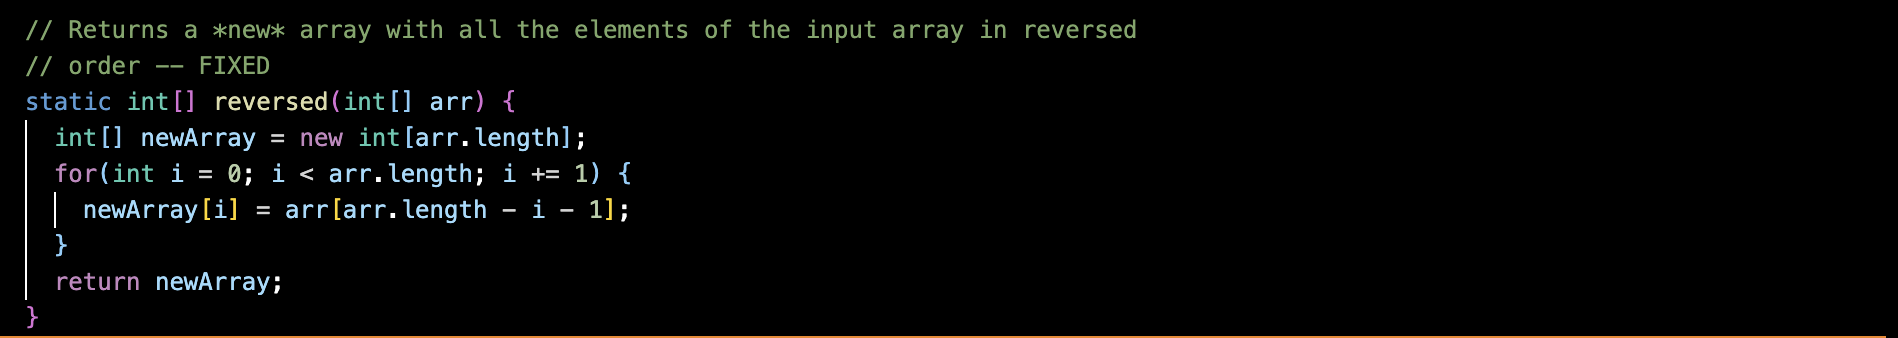 // Returns a *new* array with all the elements of the input array in reversed
// order -- FIXED
static int[] reversed(int[] arr) {
  int[] newArray = new int[arr.length];
  for(int i = 0; i < arr.length; i += 1) {
    newArray[i] = arr[arr.length - i - 1];
  }
  return newArray;
}